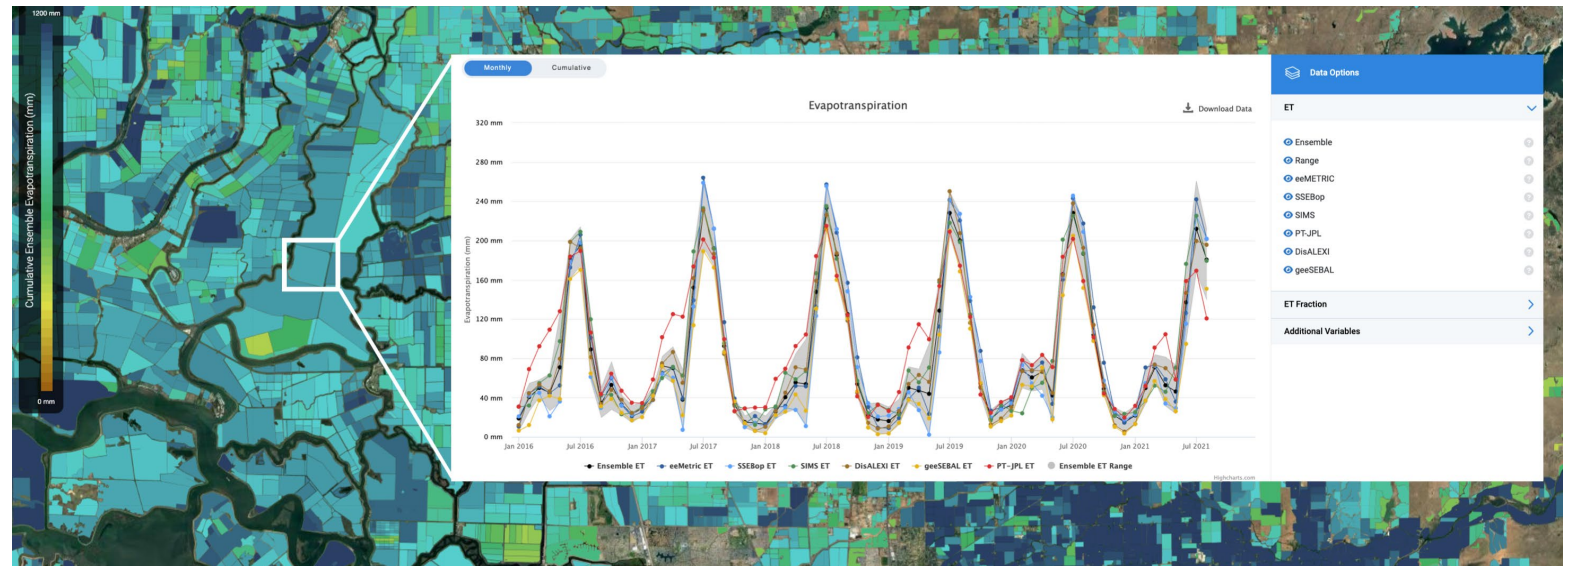 1200 mm
Cumulative Ensemble Evapotranspiration (mm)
0 mm
Monthly Cumulative
Evapotranspiration
Download Data
Evapotranspiration (mm)
320 mm
280 mm
240 mm
200 mm
160 mm
120 mm
80 mm
40 mm
0 mm
Jan 2016 Jul 2016 Jan 2017 Jul 2017 Jan 2018 Jul 2018 Jan 2019 Jul 2019 Jan 2020 Jul 2020 Jan 2021 Jul 2021
Ensemble ET eeMetric ET SSEBop ET SIMS ET DisALEXI ET geeSEBAL ET PT-JPL ET Ensemble ET Range
Highcharts.com
Data Options
ET
Ensemble ?
Range ?
eeMETRIC ?
SSEBop ?
SIMS ?
PT-JPL ?
DisALEXI ?
geeSEBAL ?
ET Fraction
Additional Variables